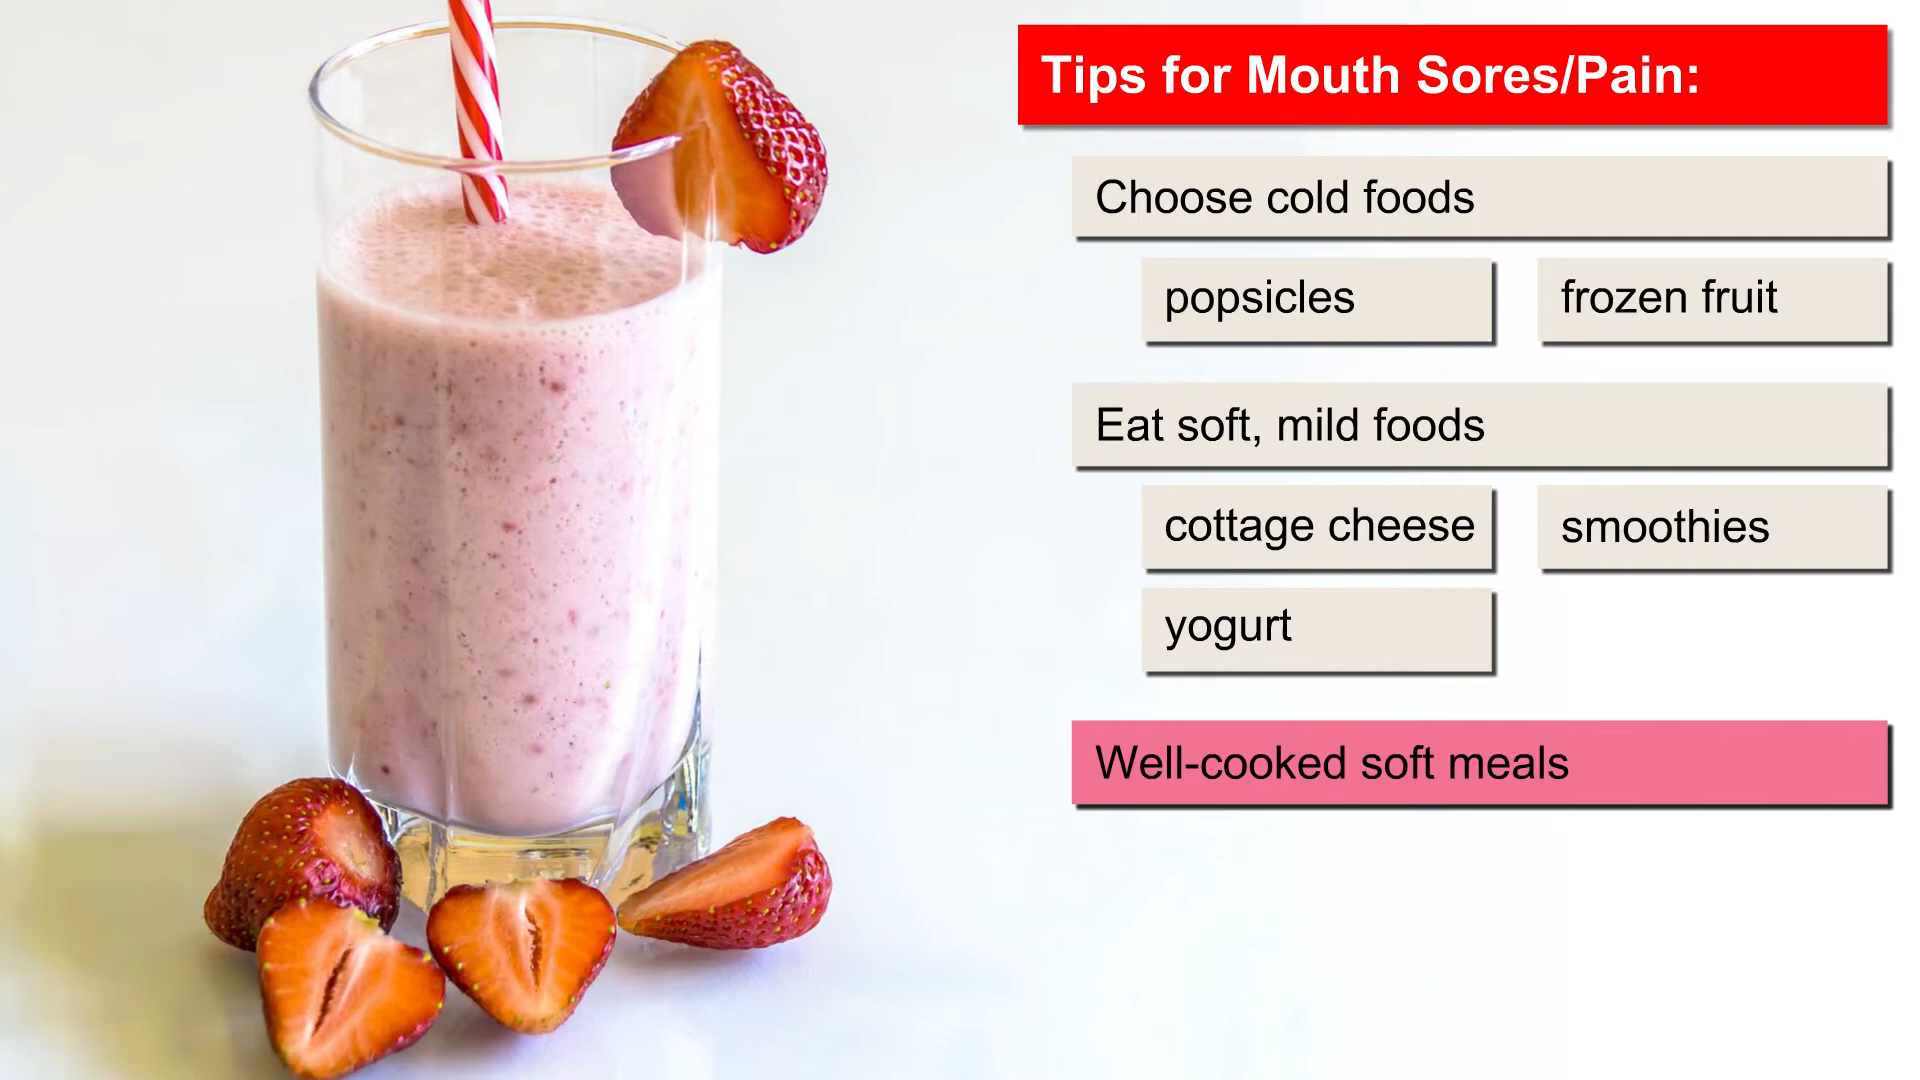 Tips for Mouth Sores/Pain:
Choose cold foods
popsicles
frozen fruit
Eat soft, mild foods
cottage cheese
smoothies
yogurt
Well-cooked soft meals